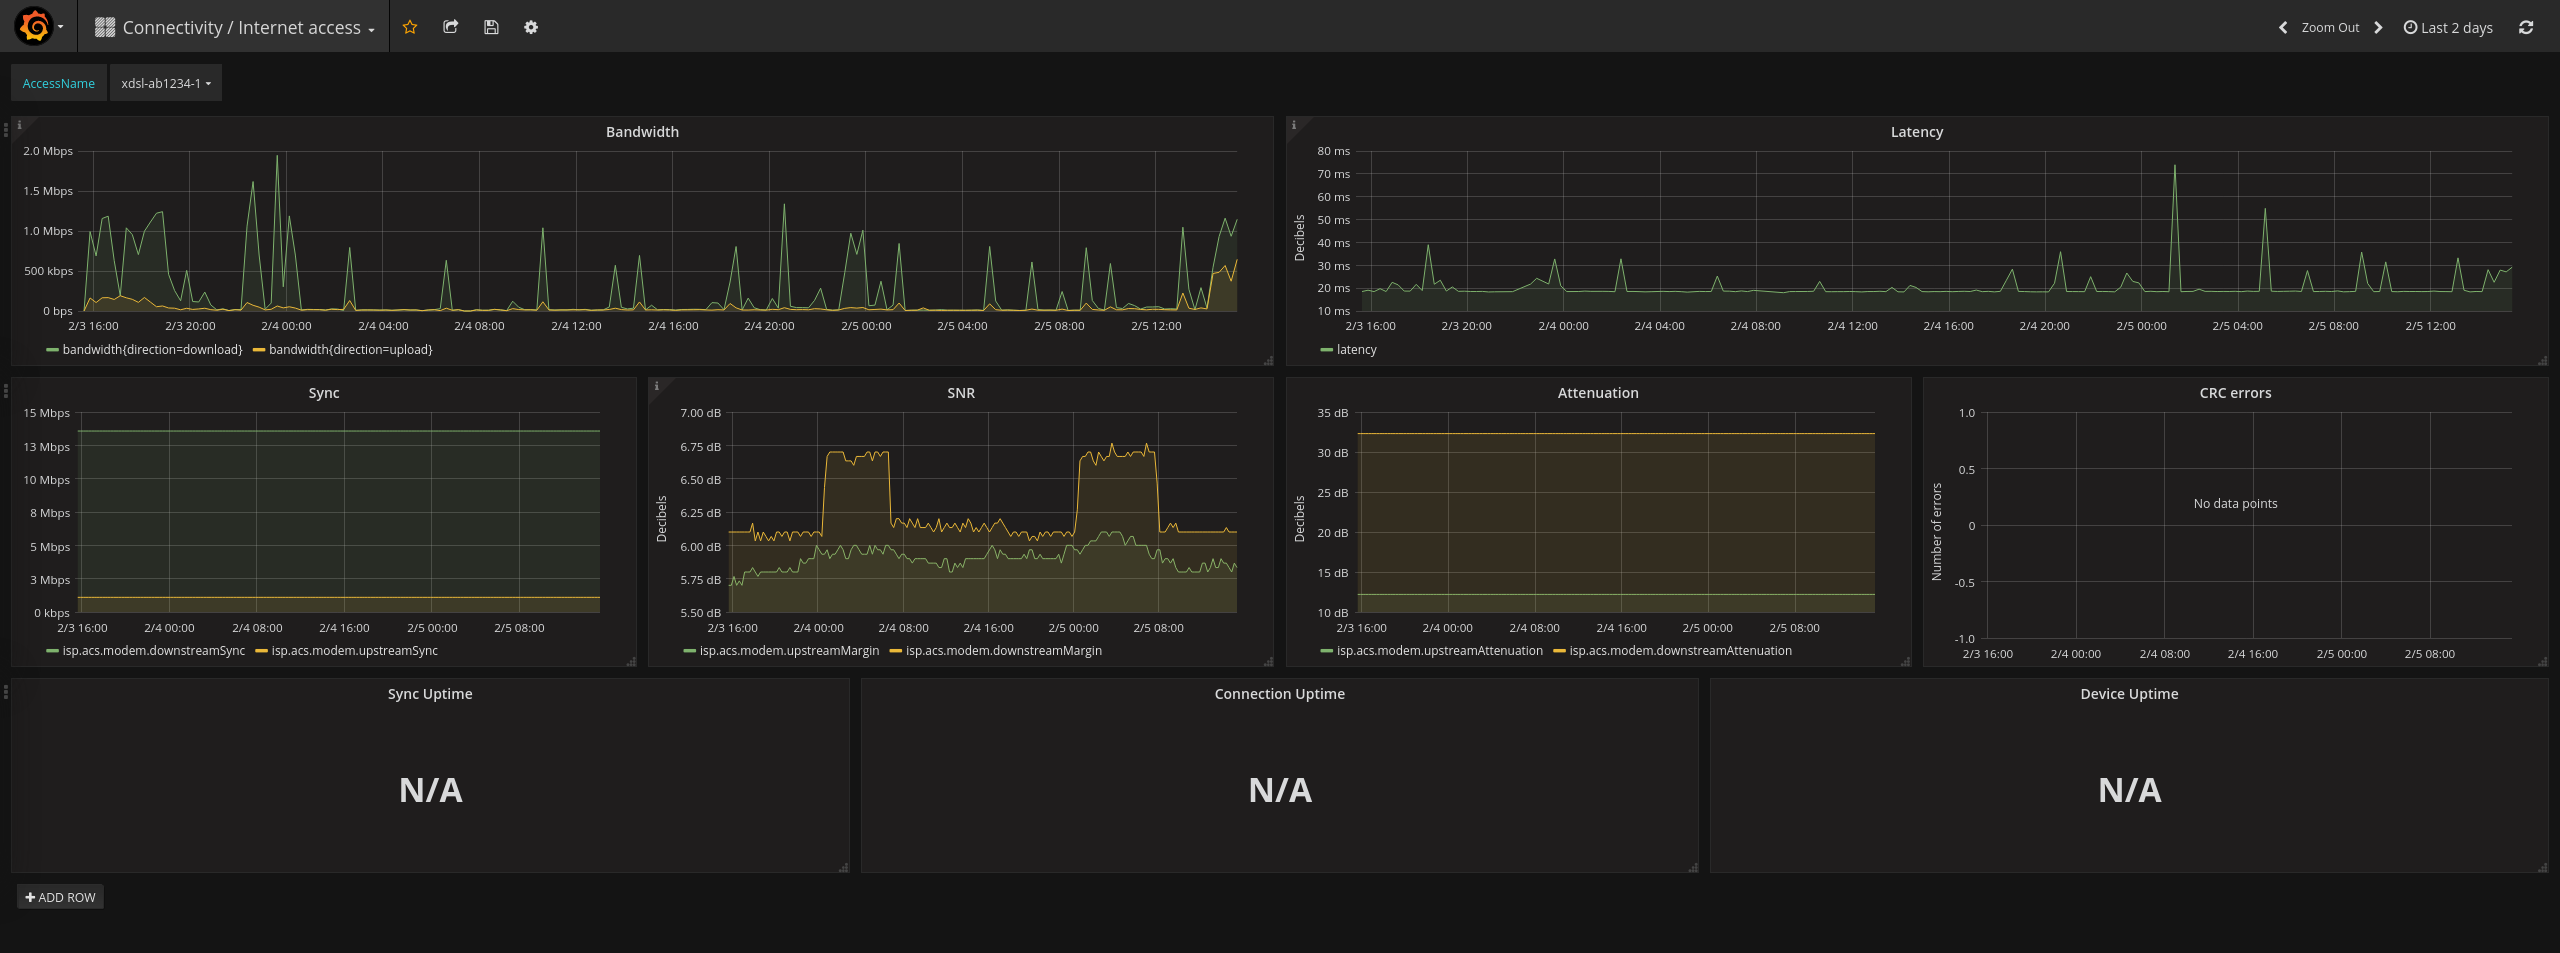 Connectivity / Internet access
Zoom Out
Last 2 days
AccessName
xdsl-ab1234-1
Bandwidth
2.0 Mbps
1.5 Mbps
1.0 Mbps
500 kbps
0 bps
2/3 16:00 2/3 20:00 2/4 00:00 2/4 04:00 2/4 08:00 2/4 12:00 2/4 16:00 2/4 20:00 2/5 00:00 2/5 04:00 2/5 08:00 2/5 12:00
bandwidth{direction=download} bandwidth{direction=upload}
Latency
Decibels
80 ms
70 ms
60 ms
50 ms
40 ms
30 ms
20 ms
10 ms
2/3 16:00 2/3 20:00 2/4 00:00 2/4 04:00 2/4 08:00 2/4 12:00 2/4 16:00 2/4 20:00 2/5 00:00 2/5 04:00 2/5 08:00 2/5 12:00
latency
Sync
15 Mbps
13 Mbps
10 Mbps
8 Mbps
5 Mbps
3 Mbps
0 kbps
2/3 16:00 2/4 00:00 2/4 08:00 2/4 16:00 2/5 00:00 2/5 08:00
isp.acs.modem.downstreamSync isp.acs.modem.upstreamSync
SNR
Decibels
7.00 dB
6.75 dB
6.50 dB
6.25 dB
6.00 dB
5.75 dB
5.50 dB
2/3 16:00 2/4 00:00 2/4 08:00 2/4 16:00 2/5 00:00 2/5 08:00
isp.acs.modem.upstreamMargin isp.acs.modem.downstreamMargin
Attenuation
Decibels
35 dB
30 dB
25 dB
20 dB
15 dB
10 dB
2/3 16:00 2/4 00:00 2/4 08:00 2/4 16:00 2/5 00:00 2/5 08:00
isp.acs.modem.upstreamAttenuation isp.acs.modem.downstreamAttenuation
CRC errors
Number of errors
1.0
0.5
0
-0.5
-1.0
No data points
2/3 16:00 2/4 00:00 2/4 08:00 2/4 16:00 2/5 00:00 2/5 08:00
Sync Uptime
N/A
Connection Uptime
N/A
Device Uptime
N/A
+ ADD ROW